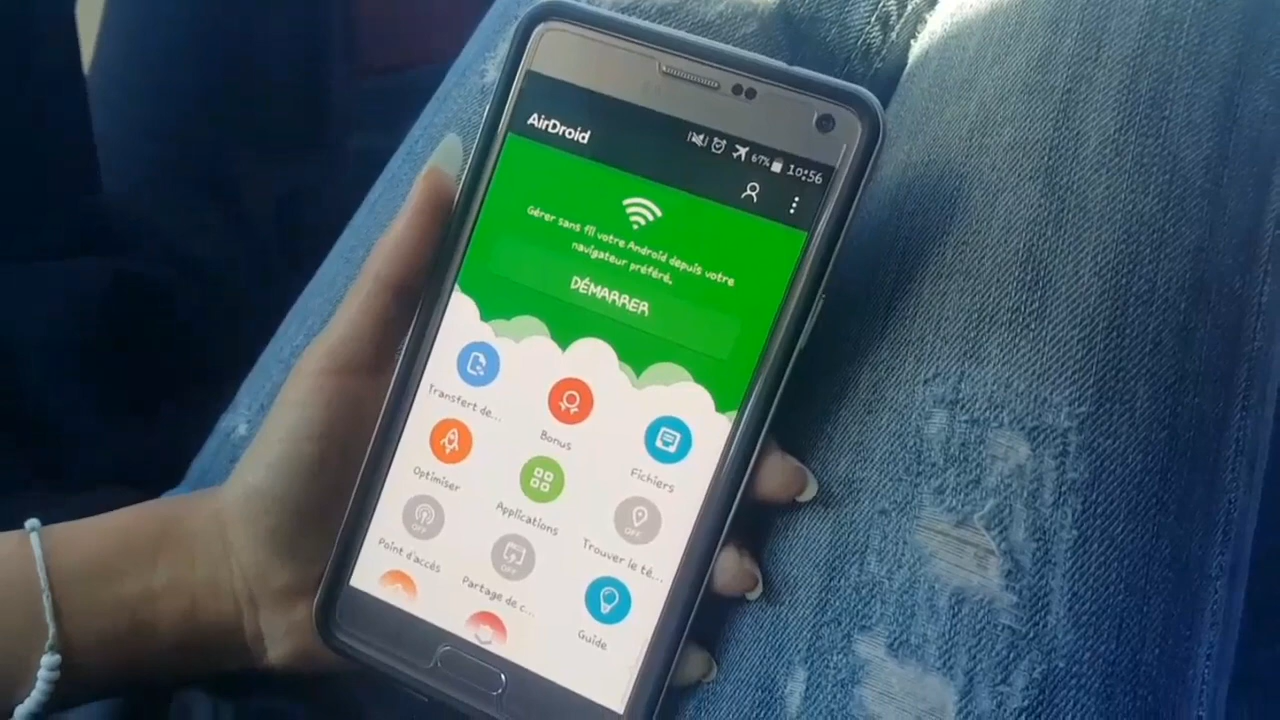 AirDroid
67% 10:56
Gérer sans fil votre Android depuis votre
navigateur préféré.
DÉMARRER
Transfert de...
Bonus
Fichiers
Optimiser
Applications
Trouver le té...
OFF
OFF
OFF
Point d'accès
Partage de c...
Guide